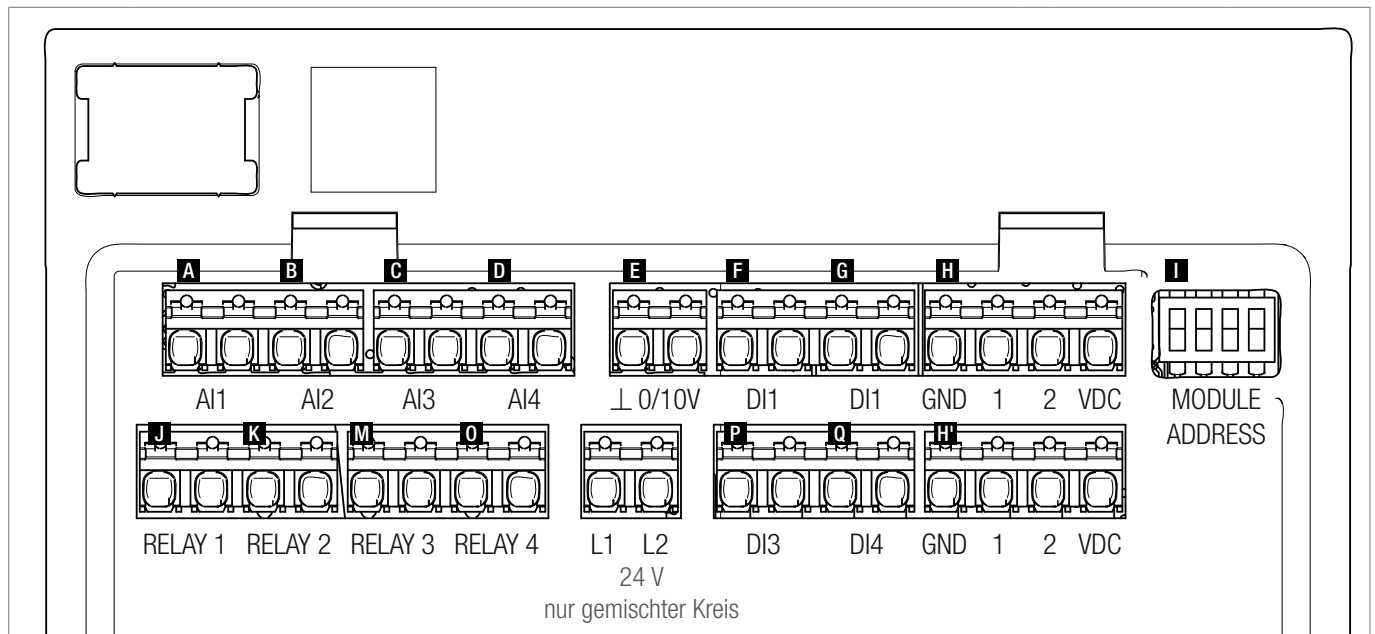 A B C D E F G H I
AI1 AI2 AI3 AI4 ⊥ 0/10V DI1 DI1 GND 1 2 VDC MODULE
ADDRESS
J K M O P Q H'
RELAY 1 RELAY 2 RELAY 3 RELAY 4 L1 L2 DI3 DI4 GND 1 2 VDC
24 V
nur gemischter Kreis